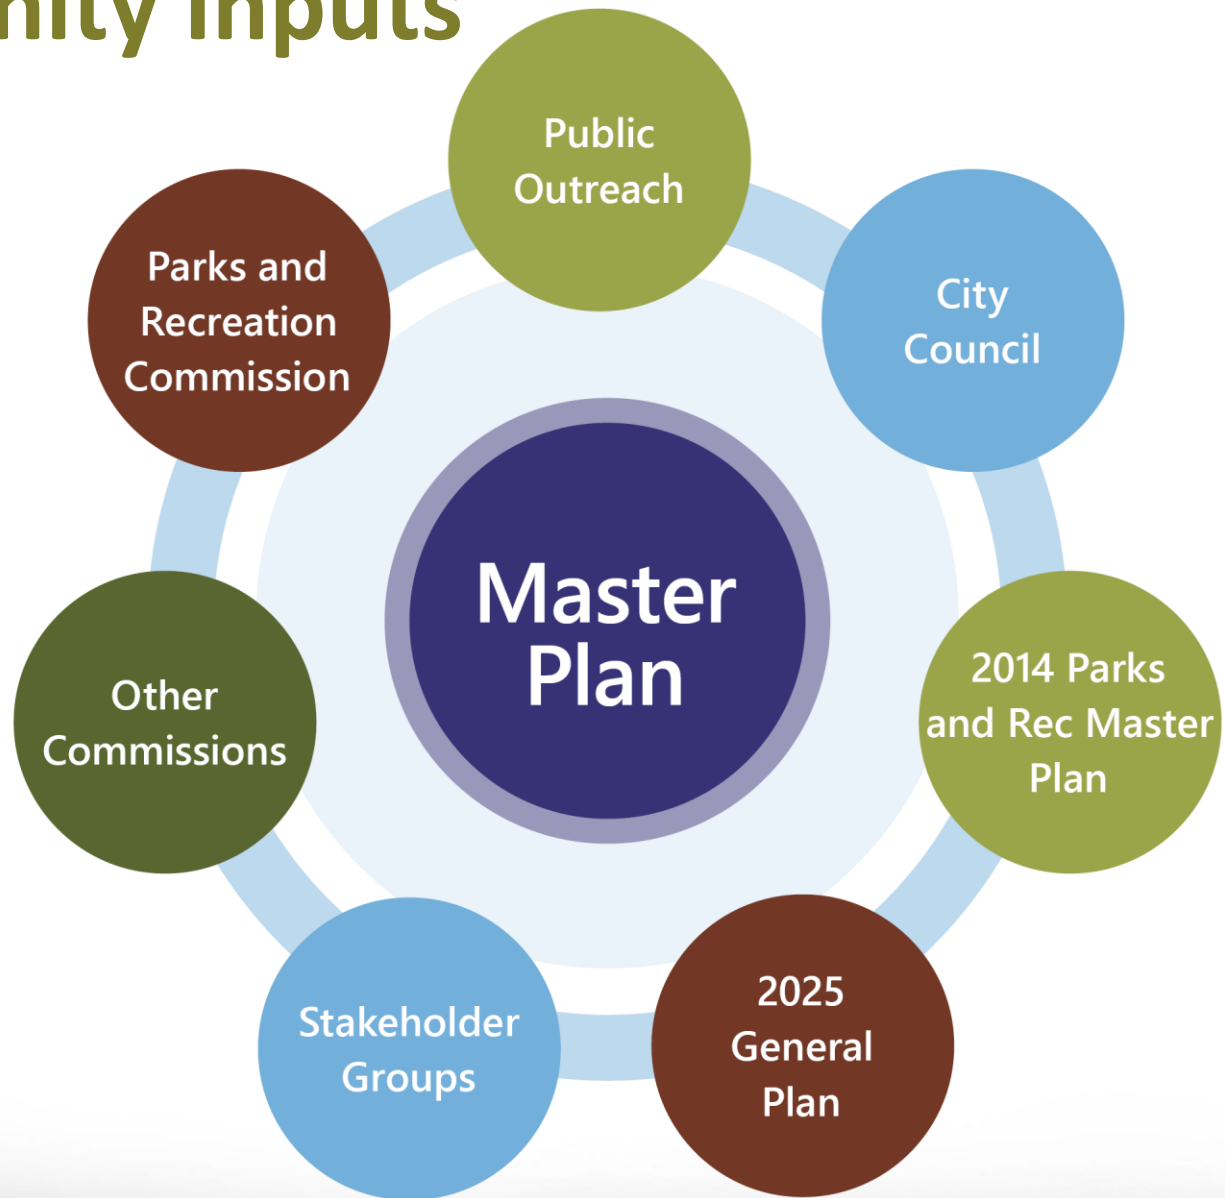 nity Inputs
Public
Outreach
City
Council
2014 Parks
and Rec Master
Plan
2025
General
Plan
Stakeholder
Groups
Other
Commissions
Parks and
Recreation
Commission
Master
Plan